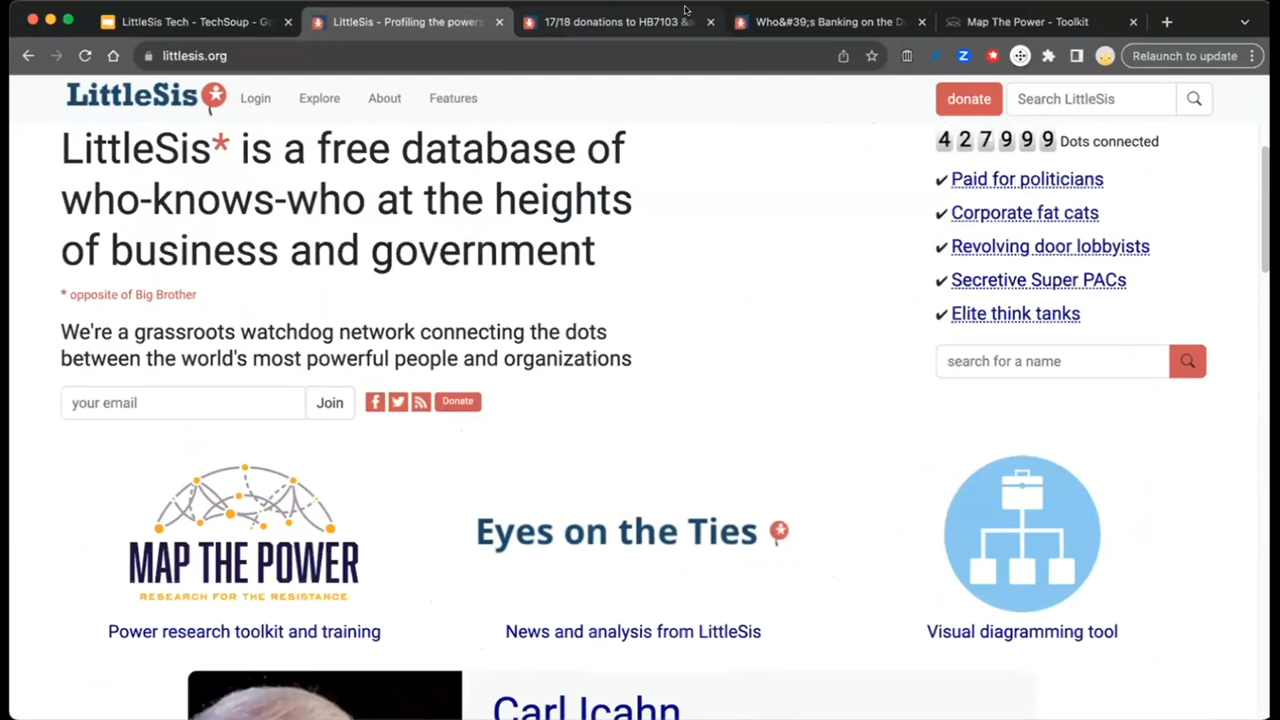 LittleSis Tech - TechSoup - Go
LittleSis - Profiling the powers
17/18 donations to HB7103 &a
Who&#39;s Banking on the D
Map The Power - Toolkit
littlesis.org
Relaunch to update
LittleSis
Login
Explore
About
Features
donate
Search LittleSis
LittleSis* is a free database of
who-knows-who at the heights
of business and government
* opposite of Big Brother
We're a grassroots watchdog network connecting the dots
between the world's most powerful people and organizations
your email
Join
Donate
427999 Dots connected
✔ Paid for politicians
✔ Corporate fat cats
✔ Revolving door lobbyists
✔ Secretive Super PACs
✔ Elite think tanks
search for a name
MAP THE POWER
RESEARCH FOR THE RESISTANCE
Power research toolkit and training
Eyes on the Ties
News and analysis from LittleSis
Visual diagramming tool
Carl Icahn